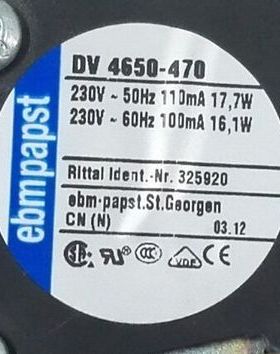 ebmpapst
DV 4650-470
230V ~ 50Hz 110mA 17,7W
230V ~ 60Hz 100mA 16,1W
Rittal Ident.-Nr. 325920
ebm-papst.St.Georgen
CN (N) 03.12